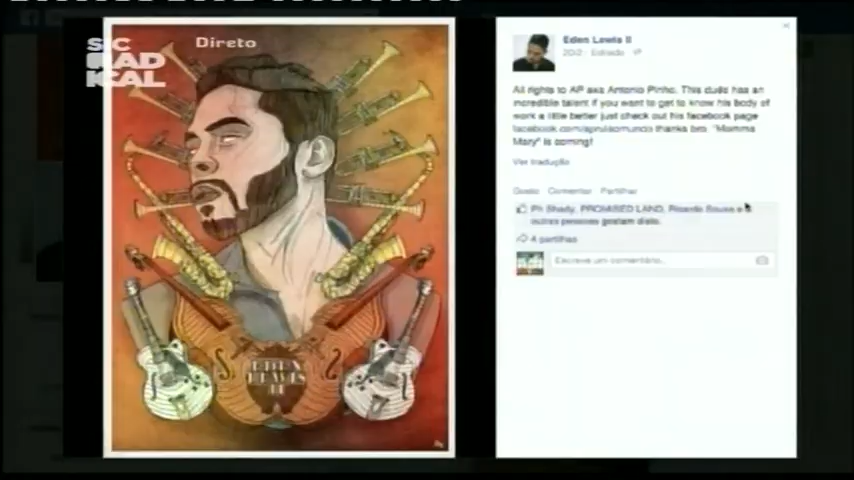 SIC
RADICAL
Direto
EDEN
LEWIS
II
Eden Lewis II
20/2 · Editado
All rights to AP aka Antonio Pinho. This dude has an
incredible talent if you want to get to know his body of
work a little better just check out his facebook page
thanks bro. "Momma
Mary" is coming!
Ver tradução
Gosto Comentar Partilhar
Ph Shady, PROMISED LAND, Ricardo Sousa e
outras pessoas gostam disto.
4 partilhas
Escreve um comentário...